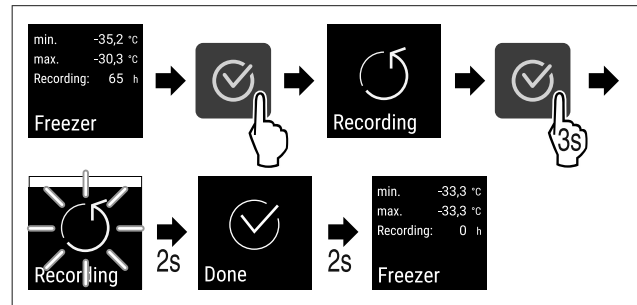 min. -35,2 °C
max. -30,3 °C
Recording: 65 h
Freezer
Recording
3s
Recording
2s
Done
2s
min. -33,3 °C
max. -33,3 °C
Recording: 0 h
Freezer